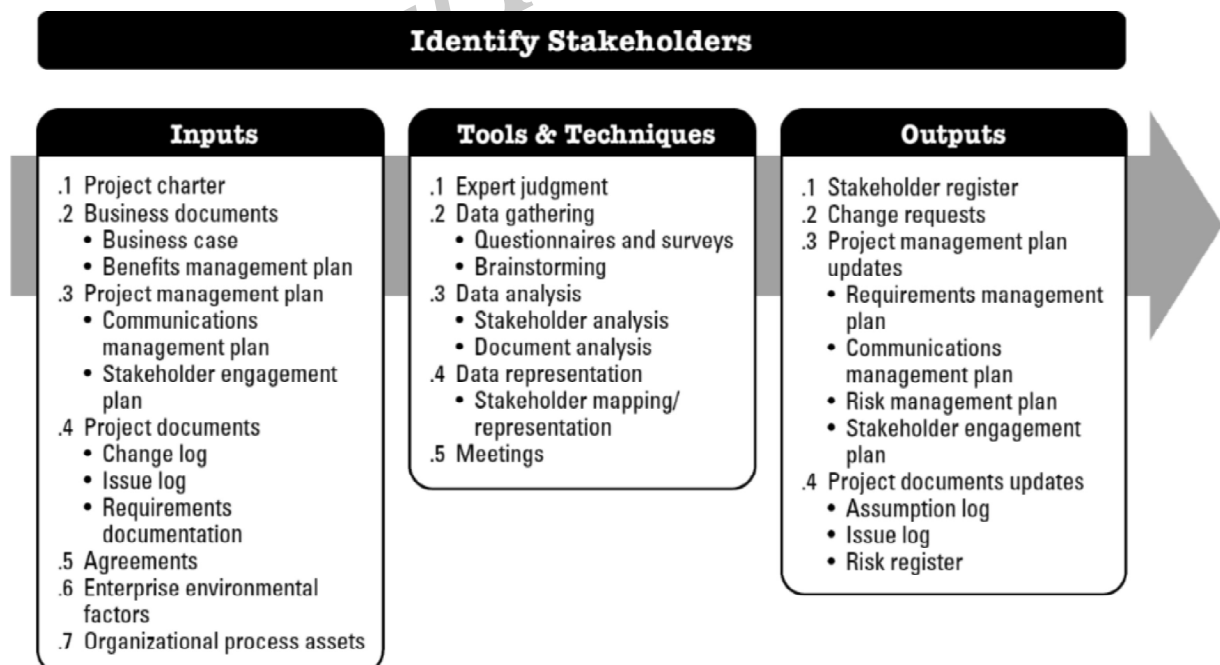 Identify Stakeholders
Inputs
.1 Project charter
.2 Business documents
• Business case
• Benefits management plan
.3 Project management plan
• Communications
management plan
• Stakeholder engagement
plan
.4 Project documents
• Change log
• Issue log
• Requirements
documentation
.5 Agreements
.6 Enterprise environmental
factors
.7 Organizational process assets
Tools & Techniques
.1 Expert judgment
.2 Data gathering
• Questionnaires and surveys
• Brainstorming
.3 Data analysis
• Stakeholder analysis
• Document analysis
.4 Data representation
• Stakeholder mapping/
representation
.5 Meetings
Outputs
.1 Stakeholder register
.2 Change requests
.3 Project management plan
updates
• Requirements management
plan
• Communications
management plan
• Risk management plan
• Stakeholder engagement
plan
.4 Project documents updates
• Assumption log
• Issue log
• Risk register